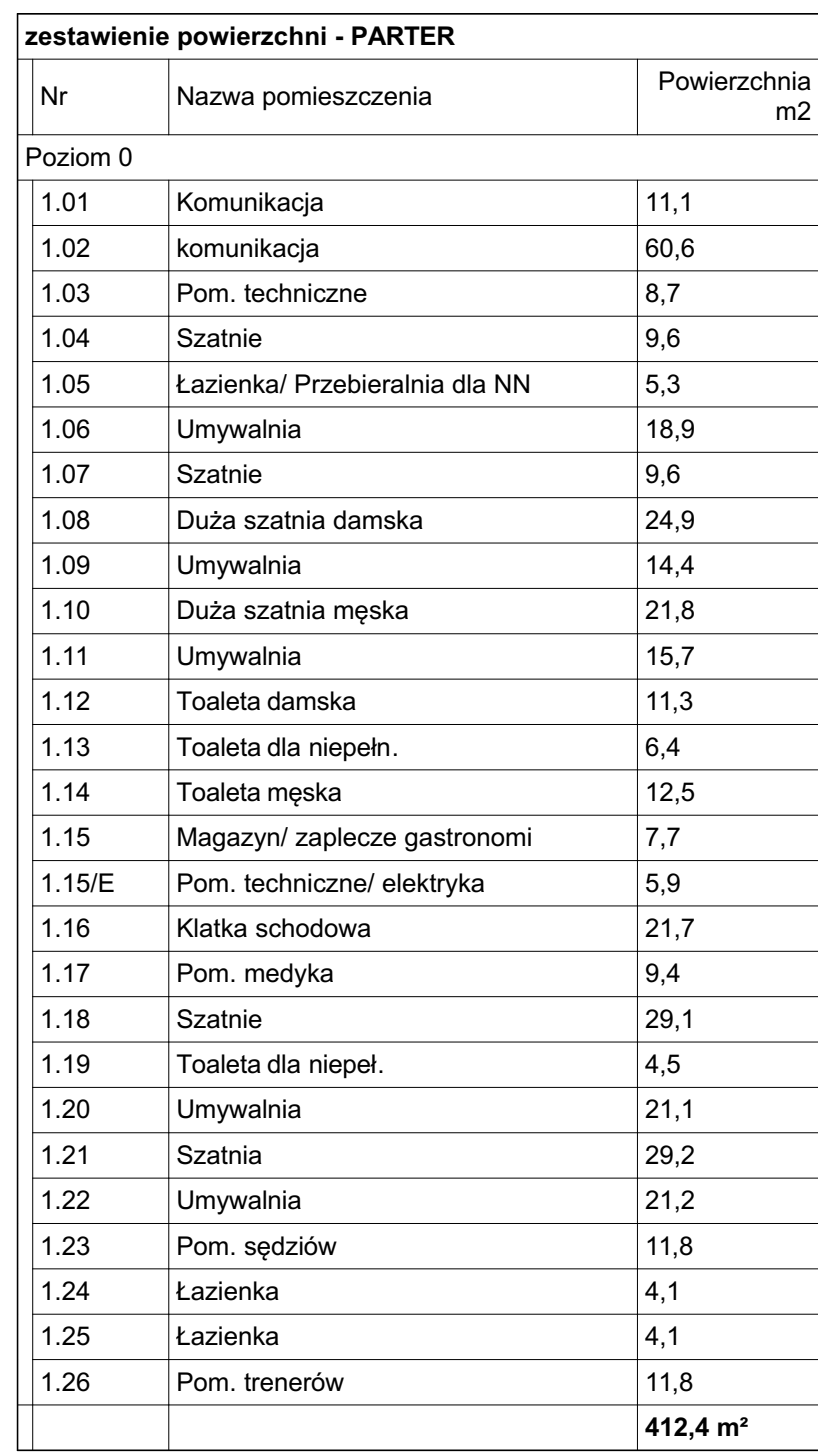 zestawienie powierzchni - PARTER
Nr Nazwa pomieszczenia Powierzchnia
m2
Poziom 0
1.01 Komunikacja 11,1
1.02 komunikacja 60,6
1.03 Pom. techniczne 8,7
1.04 Szatnie 9,6
1.05 Łazienka/ Przebieralnia dla NN 5,3
1.06 Umywalnia 18,9
1.07 Szatnie 9,6
1.08 Duża szatnia damska 24,9
1.09 Umywalnia 14,4
1.10 Duża szatnia męska 21,8
1.11 Umywalnia 15,7
1.12 Toaleta damska 11,3
1.13 Toaleta dla niepełn. 6,4
1.14 Toaleta męska 12,5
1.15 Magazyn/ zaplecze gastronomi 7,7
1.15/E Pom. techniczne/ elektryka 5,9
1.16 Klatka schodowa 21,7
1.17 Pom. medyka 9,4
1.18 Szatnie 29,1
1.19 Toaleta dla niepeł. 4,5
1.20 Umywalnia 21,1
1.21 Szatnia 29,2
1.22 Umywalnia 21,2
1.23 Pom. sędziów 11,8
1.24 Łazienka 4,1
1.25 Łazienka 4,1
1.26 Pom. trenerów 11,8
412,4 m²